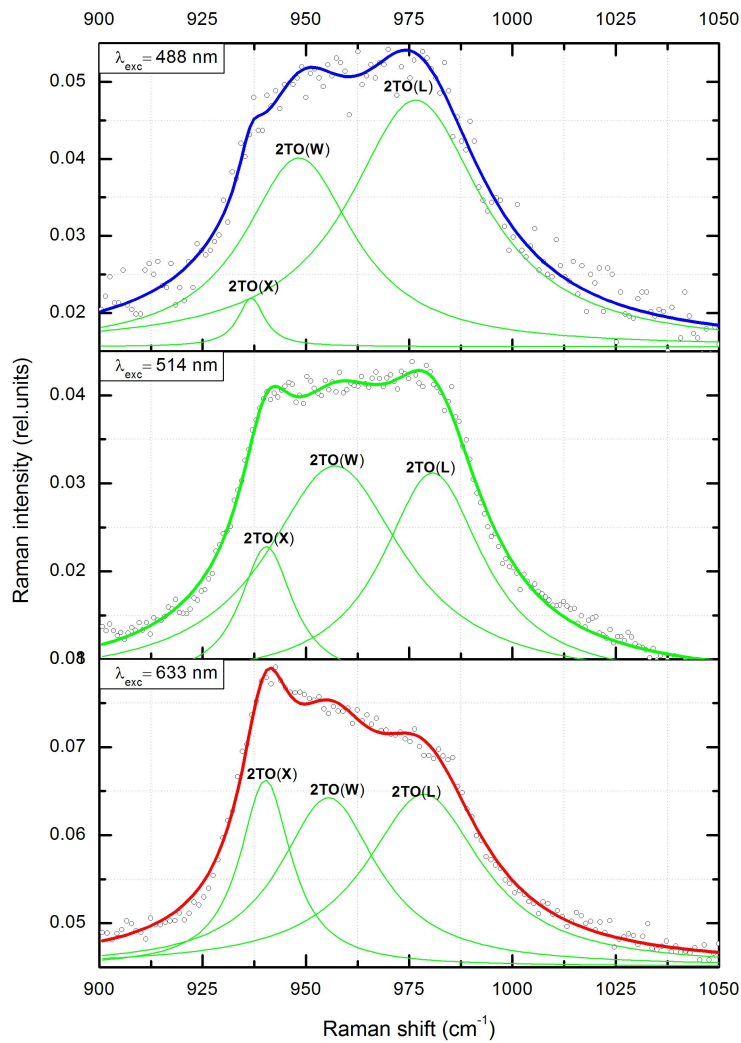 900 925 950 975 1000 1025 1050
λexc= 488 nm
0.05
2TO(L)
2TO(W)
0.04
0.03
2TO(X)
0.02
λexc= 514 nm
0.04
2TO(W)
2TO(L)
0.03
2TO(X)
0.02
Raman intensity (rel.units)
λexc= 633 nm
0.07
2TO(X)
2TO(W)
2TO(L)
0.06
0.05
900 925 950 975 1000 1025 1050
Raman shift (cm⁻¹)